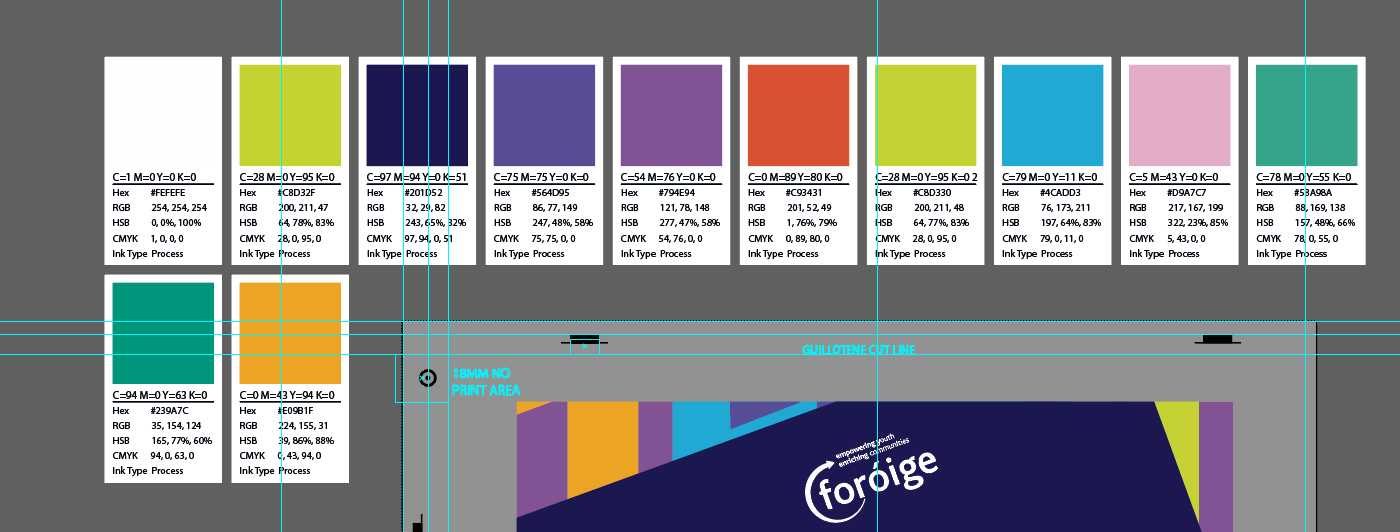 C=1 M=0 Y=0 K=0
Hex #FEFEFE
RGB 254, 254, 254
HSB 0, 0%, 100%
CMYK 1, 0, 0, 0
Ink Type Process
C=28 M=0 Y=95 K=0
Hex #C8D32F
RGB 200, 211, 47
HSB 64, 78%, 83%
CMYK 28, 0, 95, 0
Ink Type Process
C=97 M=94 Y=0 K=51
Hex #201D52
RGB 32, 29, 82
HSB 243, 65%, 32%
CMYK 97, 94, 0, 51
Ink Type Process
C=75 M=75 Y=0 K=0
Hex #564D95
RGB 86, 77, 149
HSB 247, 48%, 58%
CMYK 75, 75, 0, 0
Ink Type Process
C=54 M=76 Y=0 K=0
Hex #794E94
RGB 121, 78, 148
HSB 277, 47%, 58%
CMYK 54, 76, 0, 0
Ink Type Process
C=0 M=89 Y=80 K=0
Hex #C93431
RGB 201, 52, 49
HSB 1, 76%, 79%
CMYK 0, 89, 80, 0
Ink Type Process
C=28 M=0 Y=95 K=0 2
Hex #C8D330
RGB 200, 211, 48
HSB 64, 77%, 83%
CMYK 28, 0, 95, 0
Ink Type Process
C=79 M=0 Y=11 K=0
Hex #4CADD3
RGB 76, 173, 211
HSB 197, 64%, 83%
CMYK 79, 0, 11, 0
Ink Type Process
C=5 M=43 Y=0 K=0
Hex #D9A7C7
RGB 217, 167, 199
HSB 322, 23%, 85%
CMYK 5, 43, 0, 0
Ink Type Process
C=78 M=0 Y=55 K=0
Hex #58A98A
RGB 88, 169, 138
HSB 157, 48%, 66%
CMYK 78, 0, 55, 0
Ink Type Process
C=94 M=0 Y=63 K=0
Hex #239A7C
RGB 35, 154, 124
HSB 165, 77%, 60%
CMYK 94, 0, 63, 0
Ink Type Process
C=0 M=43 Y=94 K=0
Hex #E09B1F
RGB 224, 155, 31
HSB 39, 86%, 88%
CMYK 0, 43, 94, 0
Ink Type Process
GUILLOTENE CUT LINE
18MM NO
PRINT AREA
empowering youth
enriching communities
foróige